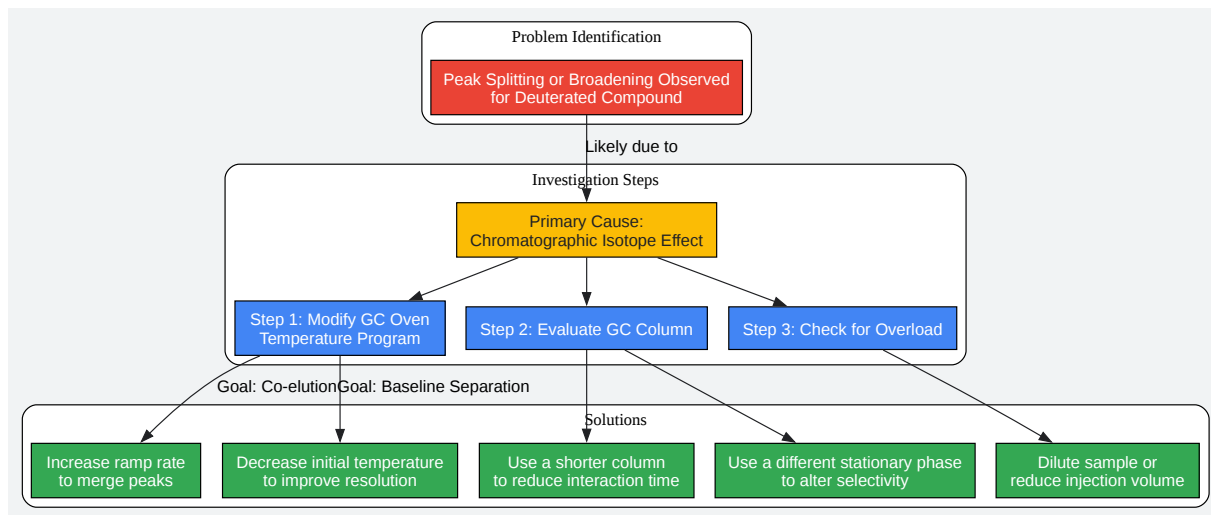 Problem Identification
Peak Splitting or Broadening Observed
for Deuterated Compound
Likely due to
Investigation Steps
Primary Cause:
Chromatographic Isotope Effect
Step 1: Modify GC Oven
Temperature Program
Step 2: Evaluate GC Column
Step 3: Check for Overload
Goal: Co-elution
Goal: Baseline Separation
Solutions
Increase ramp rate
to merge peaks
Decrease initial temperature
to improve resolution
Use a shorter column
to reduce interaction time
Use a different stationary phase
to alter selectivity
Dilute sample or
reduce injection volume